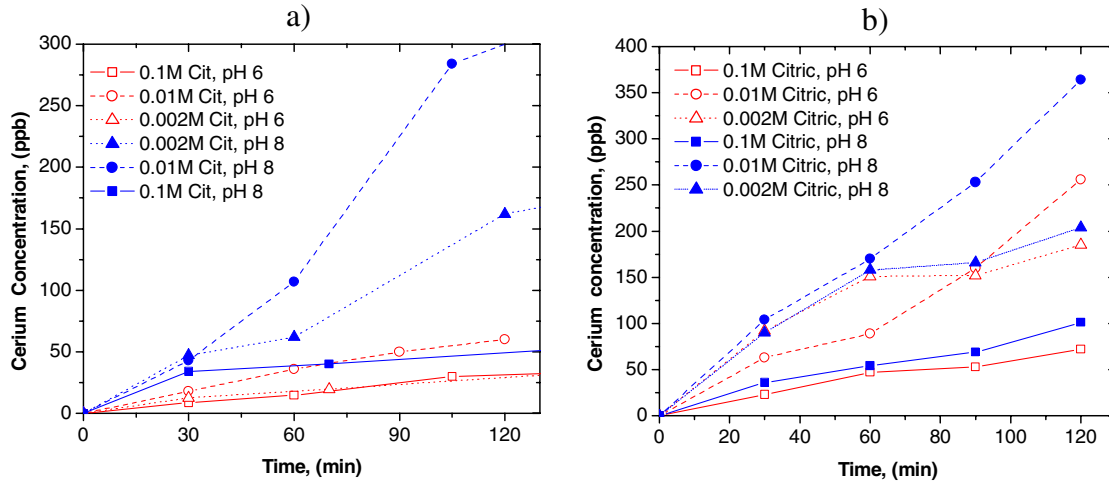 a)
300
250
200
150
100
50
0
Cerium Concentration, (ppb)
0.1M Cit, pH 6
0.01M Cit, pH 6
0.002M Cit, pH 6
0.002M Cit, pH 8
0.01M Cit, pH 8
0.1M Cit, pH 8
0 30 60 90 120
Time, (min)
b)
400
350
300
250
200
150
100
50
0
Cerium concentration, (ppb)
0.1M Citric, pH 6
0.01M Citric, pH 6
0.002M Citric, pH 6
0.1M Citric, pH 8
0.01M Citric, pH 8
0.002M Citric, pH 8
0 20 40 60 80 100 120
Time, (min)